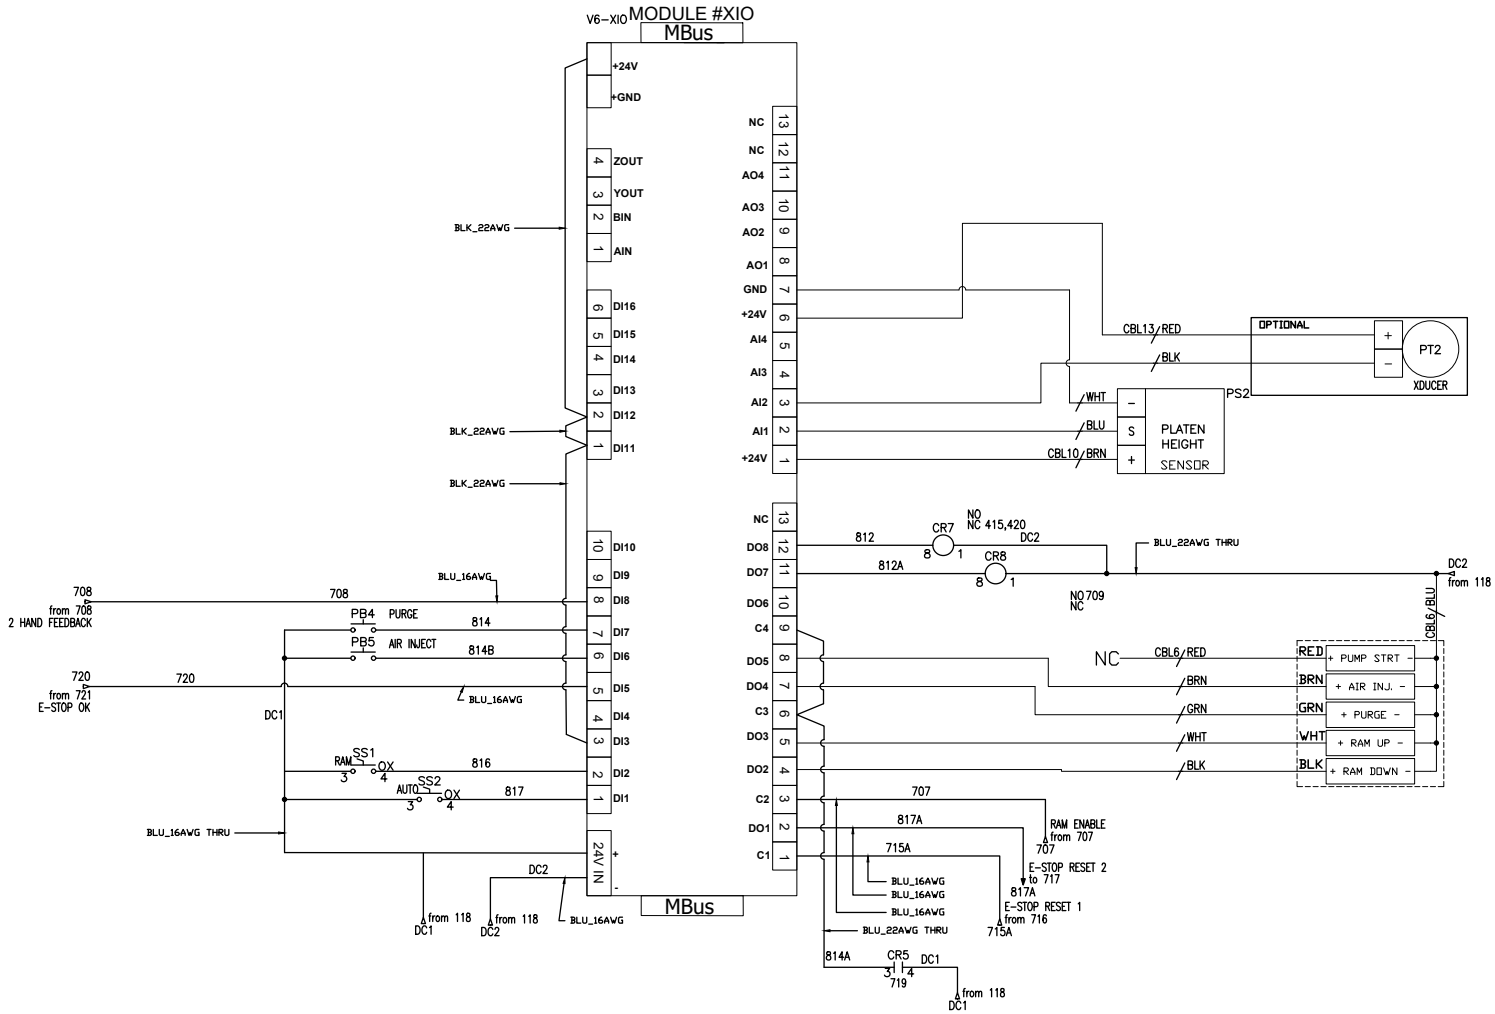 V6-XIO MODULE #XIO
MBus
+24V
+GND
4 ZOUT
3 YOUT
2 BIN
1 AIN
BLK_22AWG
6 DI16
5 DI15
4 DI14
3 DI13
2 DI12
1 DI11
BLK_22AWG
BLK_22AWG
10 DI10
9 DI9
8 DI8
7 DI7
6 DI6
5 DI5
4 DI4
3 DI3
2 DI2
1 DI1
24V IN
+
-
NC 13
NC 12
AO4 11
AO3 10
AO2 9
AO1 8
GND 7
+24V 6
AI4 5
AI3 4
AI2 3
AI1 2
+24V 1
NC 13
DO8 12
DO7 11
DO6 10
C4 9
DO5 8
DO4 7
C3 6
DO3 5
DO2 4
C2 3
DO1 2
C1 1
MBus
BLU_16AWG
708
from 708
2 HAND FEEDBACK
708
PB4 PURGE
814
PB5 AIR INJECT
814B
720
from 721
E-STOP OK
720
BLU_16AWG
DC1
RAM SS1 OX
3 4
816
AUTO SS2 OX
3 4
817
BLU_16AWG THRU
DC2
from 118
DC1
from 118
DC2
BLU_16AWG
CBL13/RED
BLK
OPTIONAL
+
-
PT2
XDUCER
WHT
BLU
CBL10/BRN
PS2
-
S
+
PLATEN
HEIGHT
SENSOR
812
CR7
8 1
NO
NC 415,420
DC2
812A
CR8
8 1
NO 709
NC
BLU_22AWG THRU
DC2
from 118
CBL6/BLU
NC
CBL6/RED
RED
+ PUMP STRT -
BRN
BRN
+ AIR INJ. -
GRN
GRN
+ PURGE -
WHT
WHT
+ RAM UP -
BLK
BLK
+ RAM DOWN -
707
RAM ENABLE
from 707
707
817A
E-STOP RESET 2
to 717
817A
715A
E-STOP RESET 1
from 716
715A
BLU_16AWG
BLU_16AWG
BLU_16AWG
BLU_22AWG THRU
814A
CR5
3 4
719
DC1
from 118
DC1